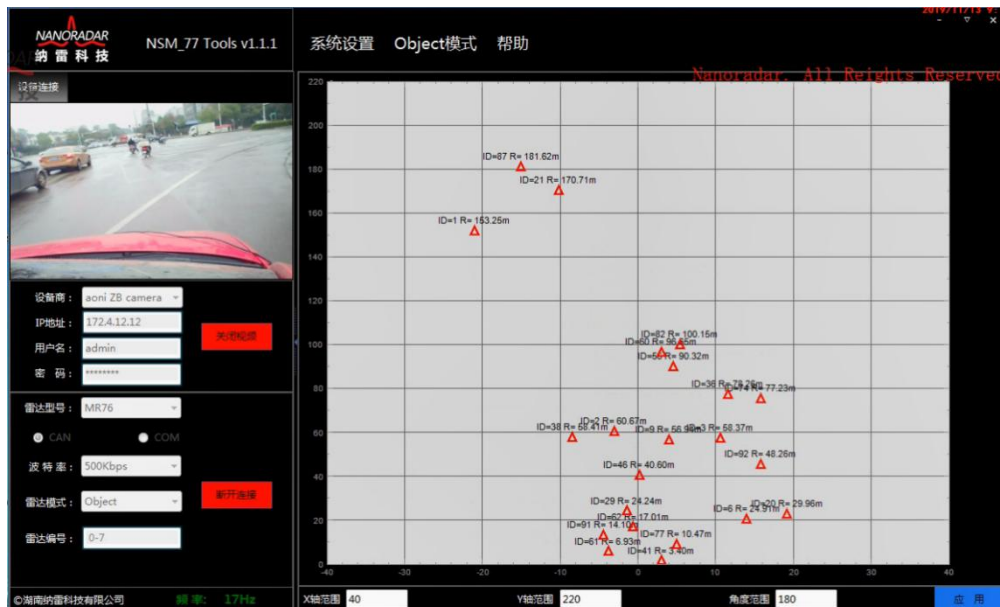 2019/11/13
NANORADAR
纳雷科技
NSM_77 Tools v1.1.1
系统设置 Object模式 帮助
Nanoradar. All Reights Reserved
设备连接
设备商： aoni ZB camera
IP地址： 172.4.12.12
用户名： admin
密 码： ********
关闭视频
雷达型号： MR76
CAN COM
波特率： 500Kbps
雷达模式： Object
断开连接
雷达编号： 0-7
©湖南纳雷科技有限公司 频率: 17Hz
220
200
180
160
140
120
100
80
60
40
20
0
ID=87 R= 181.62m
ID=21 R= 170.71m
ID=1 R= 153.25m
ID=82 R= 100.15m
ID=60 R=
R= 90.32m
ID=36 R=
R= 77.23m
ID=2 R= 60.67m
ID=38 R= 58.41m
ID=9 R=
R= 58.37m
ID=92 R= 48.26m
ID=46 R= 40.60m
ID=29 R= 24.24m
ID=62 R= 17.01m
ID=91 R= 14.10m
ID=20 R= 29.96m
ID=6 R= 24.91m
ID=77 R= 10.47m
ID=61 R= 6.93m
ID=41 R= 3.40m
-40 -30 -20 -10 0 10 20 30 40
X轴范围 40 Y轴范围 220 角度范围 180 应 用